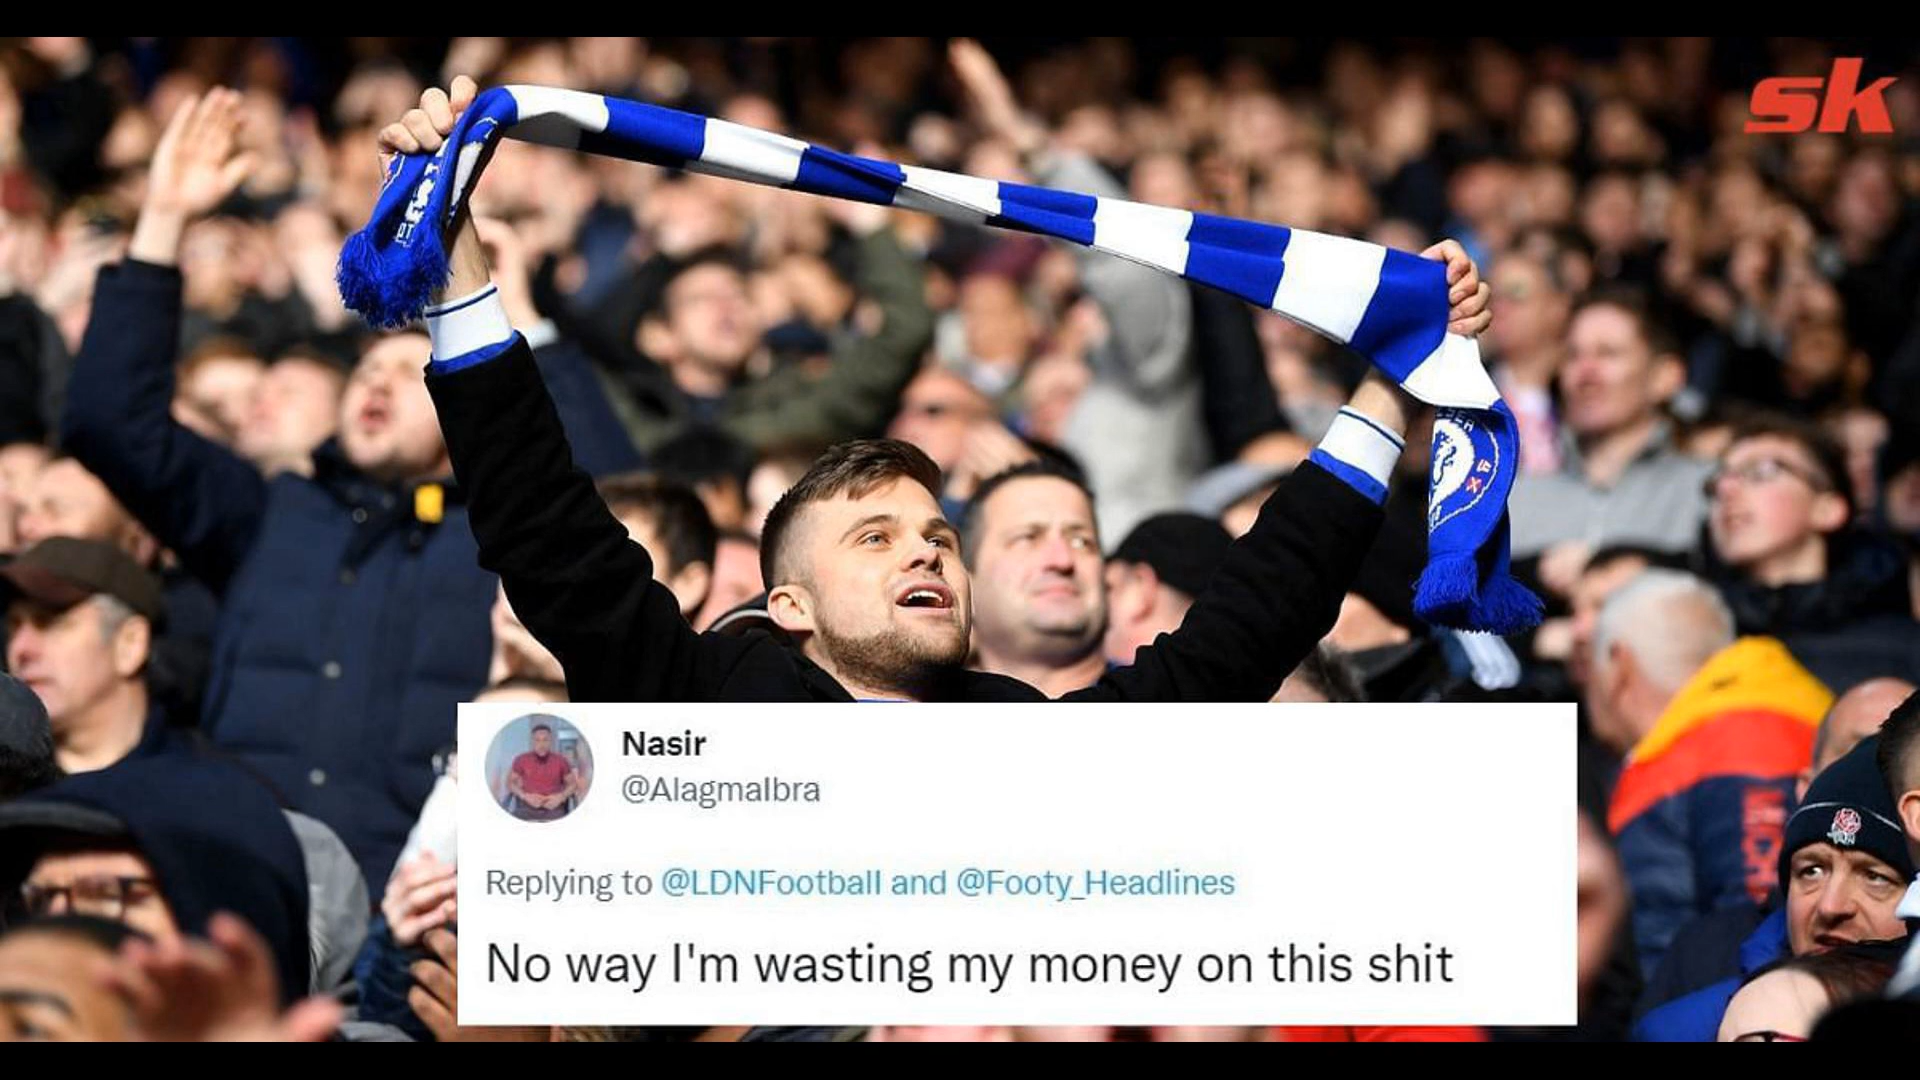 sk
Nasir
@Alagmalbra
Replying to @LDNFootball and @Footy_Headlines
No way I'm wasting my money on this shit